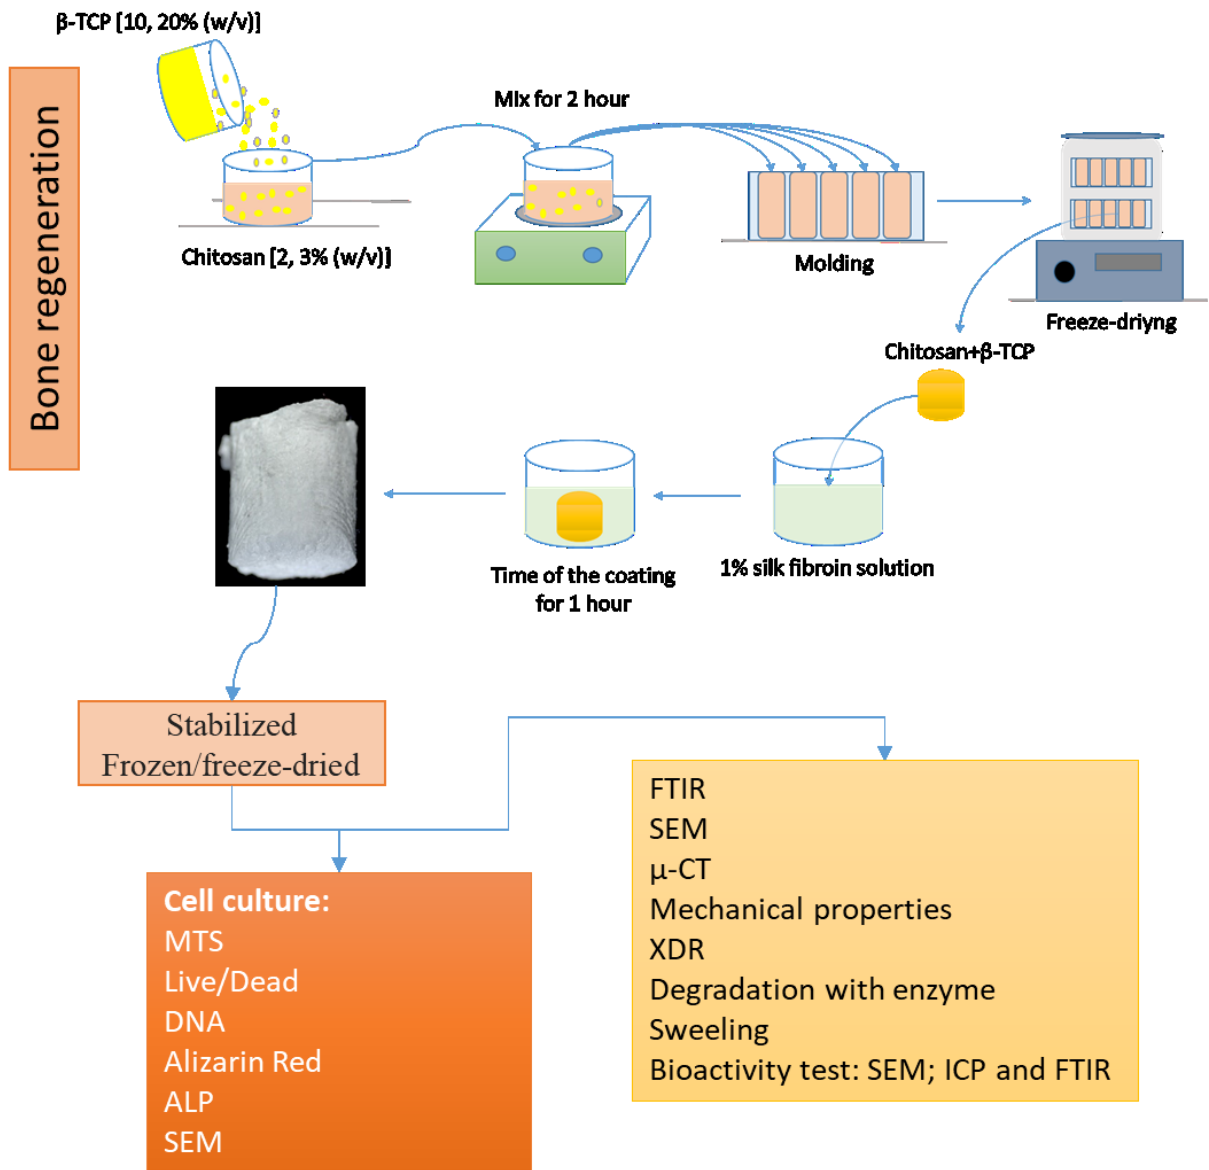 β-TCP [10, 20% (w/v)]
Bone regeneration
Mix for 2 hour
Chitosan [2, 3% (w/v)]
Molding
Freeze-driyng
Chitosan+β-TCP
1% silk fibroin solution
Time of the coating
for 1 hour
Stabilized
Frozen/freeze-dried
Cell culture:
MTS
Live/Dead
DNA
Alizarin Red
ALP
SEM
FTIR
SEM
μ-CT
Mechanical properties
XDR
Degradation with enzyme
Sweeling
Bioactivity test: SEM; ICP and FTIR